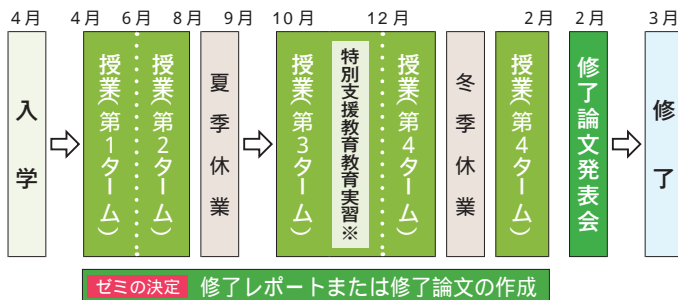 4月 4月 6月 8月 9月 10月 12月 2月 2月 3月
入学
授業(第1ターム)
授業(第2ターム)
夏季休業
授業(第3ターム)
特別支援教育教育実習※
授業(第4ターム)
冬季休業
授業(第4ターム)
修了論文発表会
修了
ゼミの決定 修了レポートまたは修了論文の作成